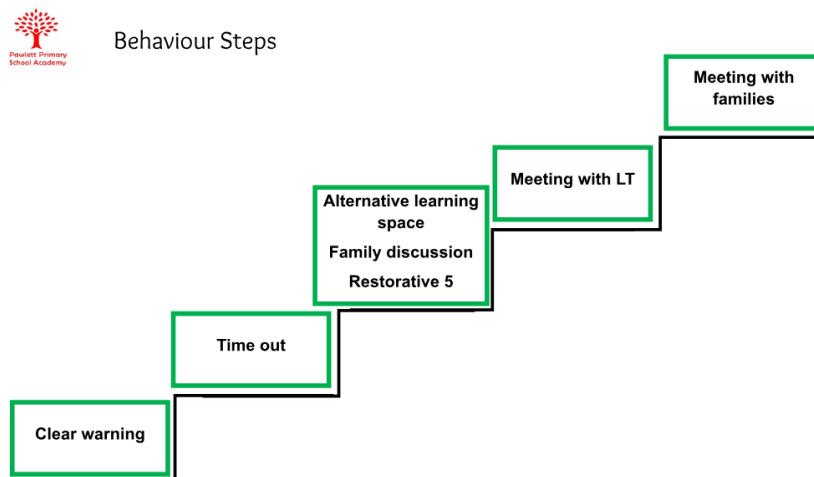 Pawlett Primary
School Academy
Behaviour Steps
Meeting with
families
Meeting with LT
Alternative learning
space
Family discussion
Restorative 5
Time out
Clear warning